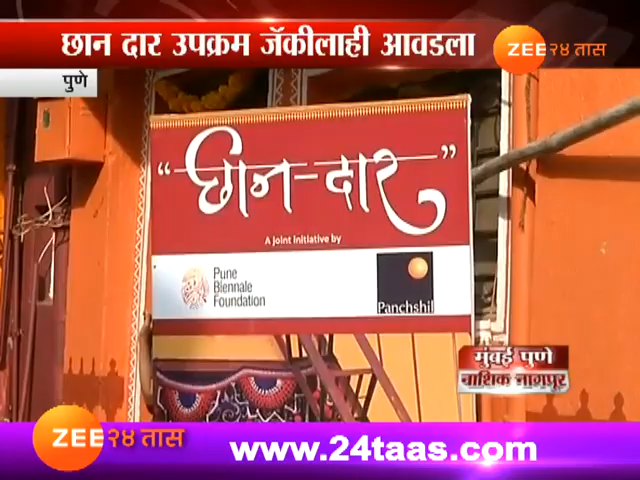 छान दार उपक्रम जॅकीलाही आवडला
ZEE २४ तास
पुणे
“छान-दार”
A joint initiative by
Pune
Biennale
Foundation
Panchshil
मुंबई पुणे
नाशिक नागपूर
ZEE २४ तास
www.24taas.com